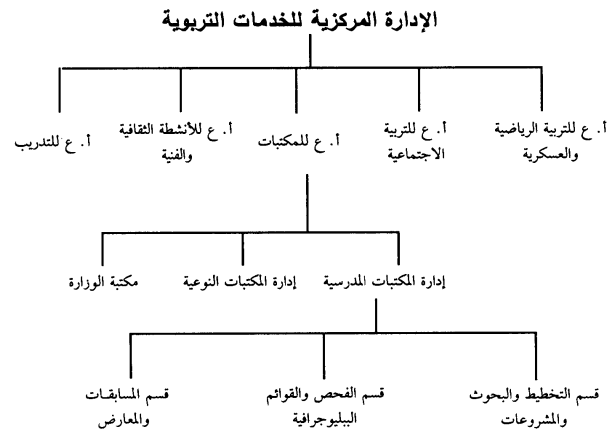 الإدارة المركزية للخدمات التربوية
أ. ع للتربية الرياضية
والعسكرية
أ. ع للتربية
الاجتماعية
أ. ع للمكتبات
أ. ع للأنشطة الثقافية
والفنية
أ. ع للتدريب
إدارة المكتبات المدرسية
إدارة المكتبات النوعية
مكتبة الوزارة
قسم التخطيط والبحوث
والمشروعات
قسم الفحص والقوائم
الببليوجرافية
قسم المسابقات
والمعارض